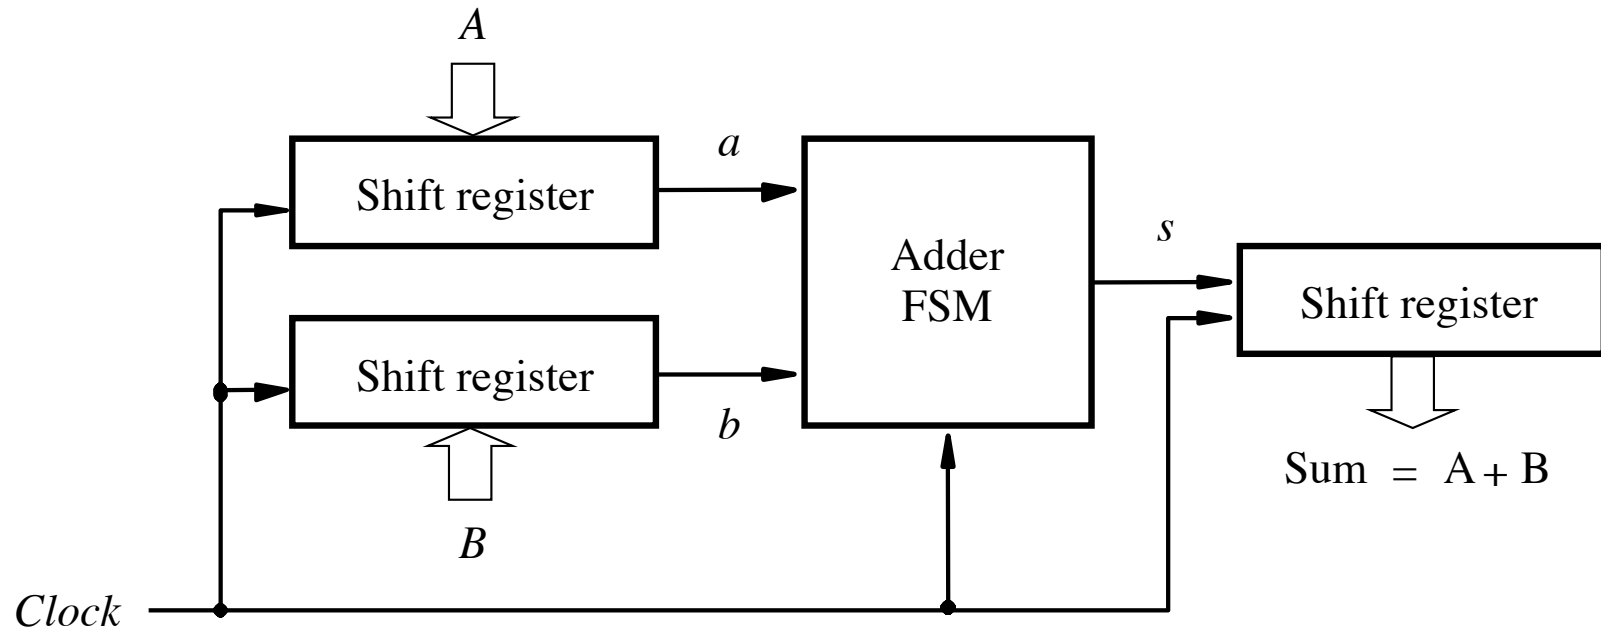 A
a
Shift register
Adder
FSM
s
Shift register
Shift register
b
Sum = A + B
B
Clock